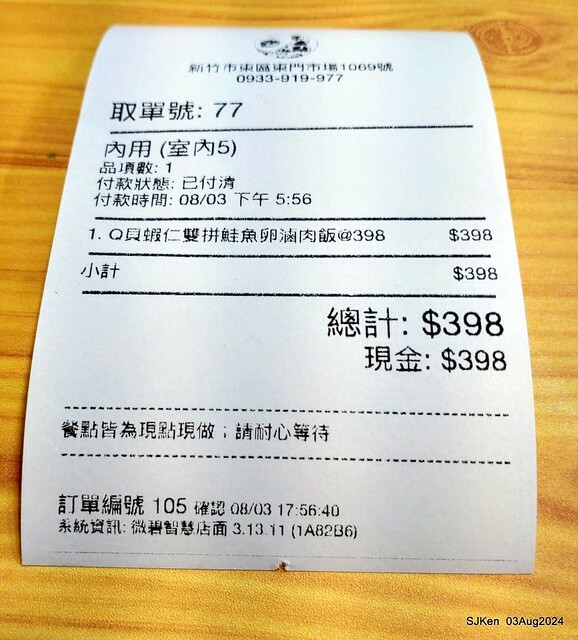 新竹市東區東門市場1069號
0933-919-977
取單號: 77
內用 (室內5)
品項數: 1
付款狀態: 已付清
付款時間: 08/03 下午 5:56
1. Q貝蝦仁雙拼鮭魚卵滷肉飯@398 $398
小計 $398
總計: $398
現金: $398
餐點皆為現點現做；請耐心等待
訂單編號 105 確認 08/03 17:56:40
系統資訊: 微碧智慧店面 3.13.11 (1A82B6)
SJKen 03Aug2024